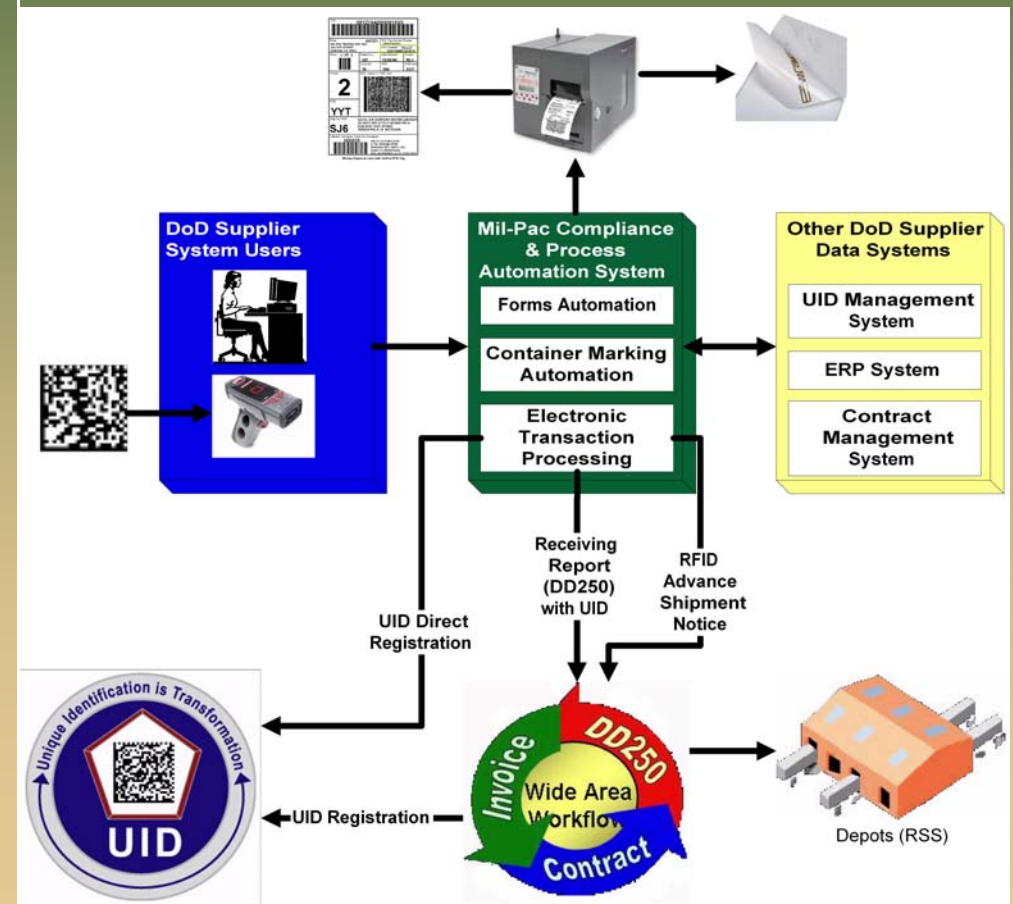 2
YYT
SJ6
DoD Supplier
System Users
Mil-Pac Compliance
& Process
Automation System
Forms Automation
Container Marking
Automation
Electronic
Transaction
Processing
Other DoD Supplier
Data Systems
UID Management
System
ERP System
Contract
Management
System
Receiving
Report
(DD250)
with UID
RFID
Advance
Shipment
Notice
UID Direct
Registration
Unique Identification is Transformation
UID
UID Registration
Invoice
DD250
Contract
Wide Area
Workflow
Depots (RSS)